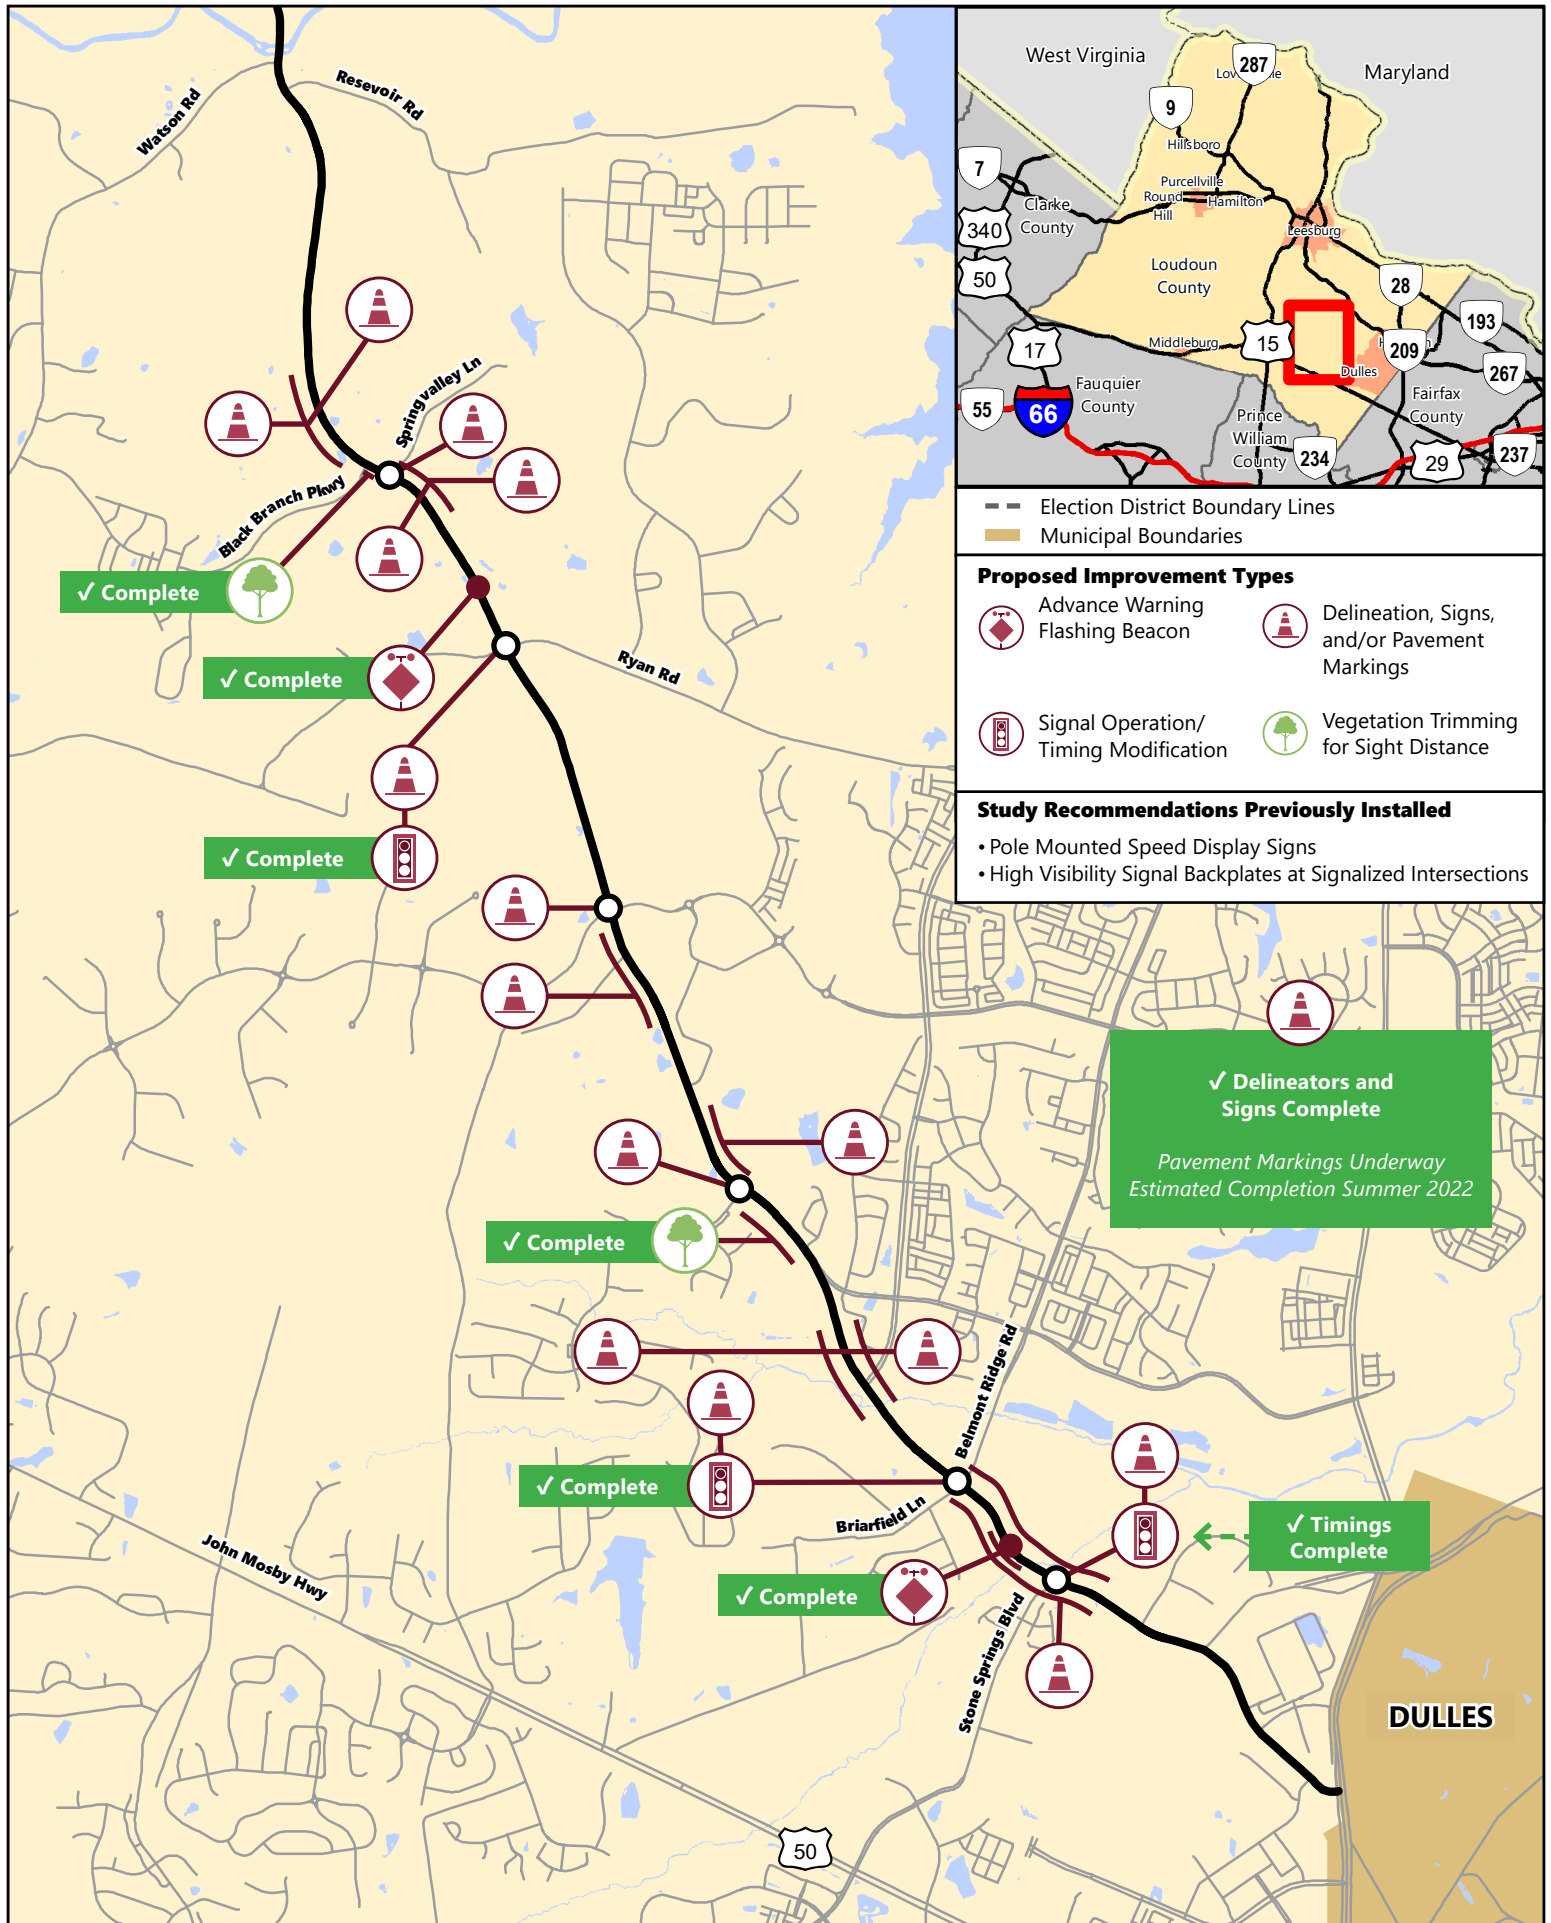 Watson Rd
Resevoir Rd
Springvalley Ln
Black Branch Pkwy
✓ Complete
✓ Complete
Ryan Rd
✓ Complete
✓ Complete
Belmont Ridge Rd
✓ Complete
Briarfield Ln
✓ Complete
Stone Springs Blvd
John Mosby Hwy
50
DULLES
✓ Delineators and
Signs Complete
Pavement Markings Underway
Estimated Completion Summer 2022
✓ Timings
Complete
West Virginia
Maryland
287
9
Hillsboro
7
Purcellville
Round
Hill
Hamilton
Clarke
County
340
Leesburg
50
Loudoun
County
28
193
17
Middleburg
15
209
Dulles
267
55
66
Fauquier
County
Fairfax
County
Prince
William
County
234
29
237
Election District Boundary Lines
Municipal Boundaries
Proposed Improvement Types
Advance Warning
Flashing Beacon
Delineation, Signs,
and/or Pavement
Markings
Signal Operation/
Timing Modification
Vegetation Trimming
for Sight Distance
Study Recommendations Previously Installed
• Pole Mounted Speed Display Signs
• High Visibility Signal Backplates at Signalized Intersections